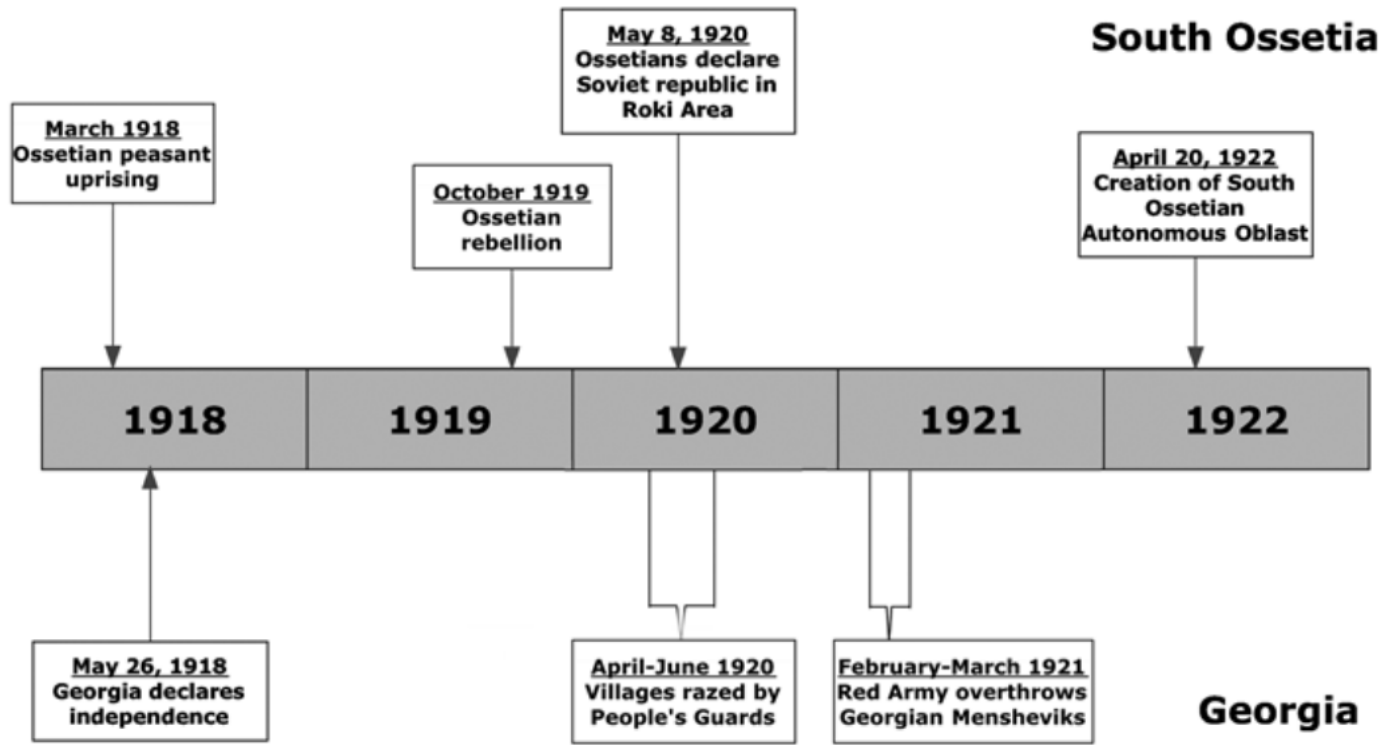 South Ossetia
March 1918
Ossetian peasant
uprising
October 1919
Ossetian
rebellion
May 8, 1920
Ossetians declare
Soviet republic in
Roki Area
April 20, 1922
Creation of South
Ossetian
Autonomous Oblast
1918
1919
1920
1921
1922
May 26, 1918
Georgia declares
independence
April-June 1920
Villages razed by
People's Guards
February-March 1921
Red Army overthrows
Georgian Mensheviks
Georgia